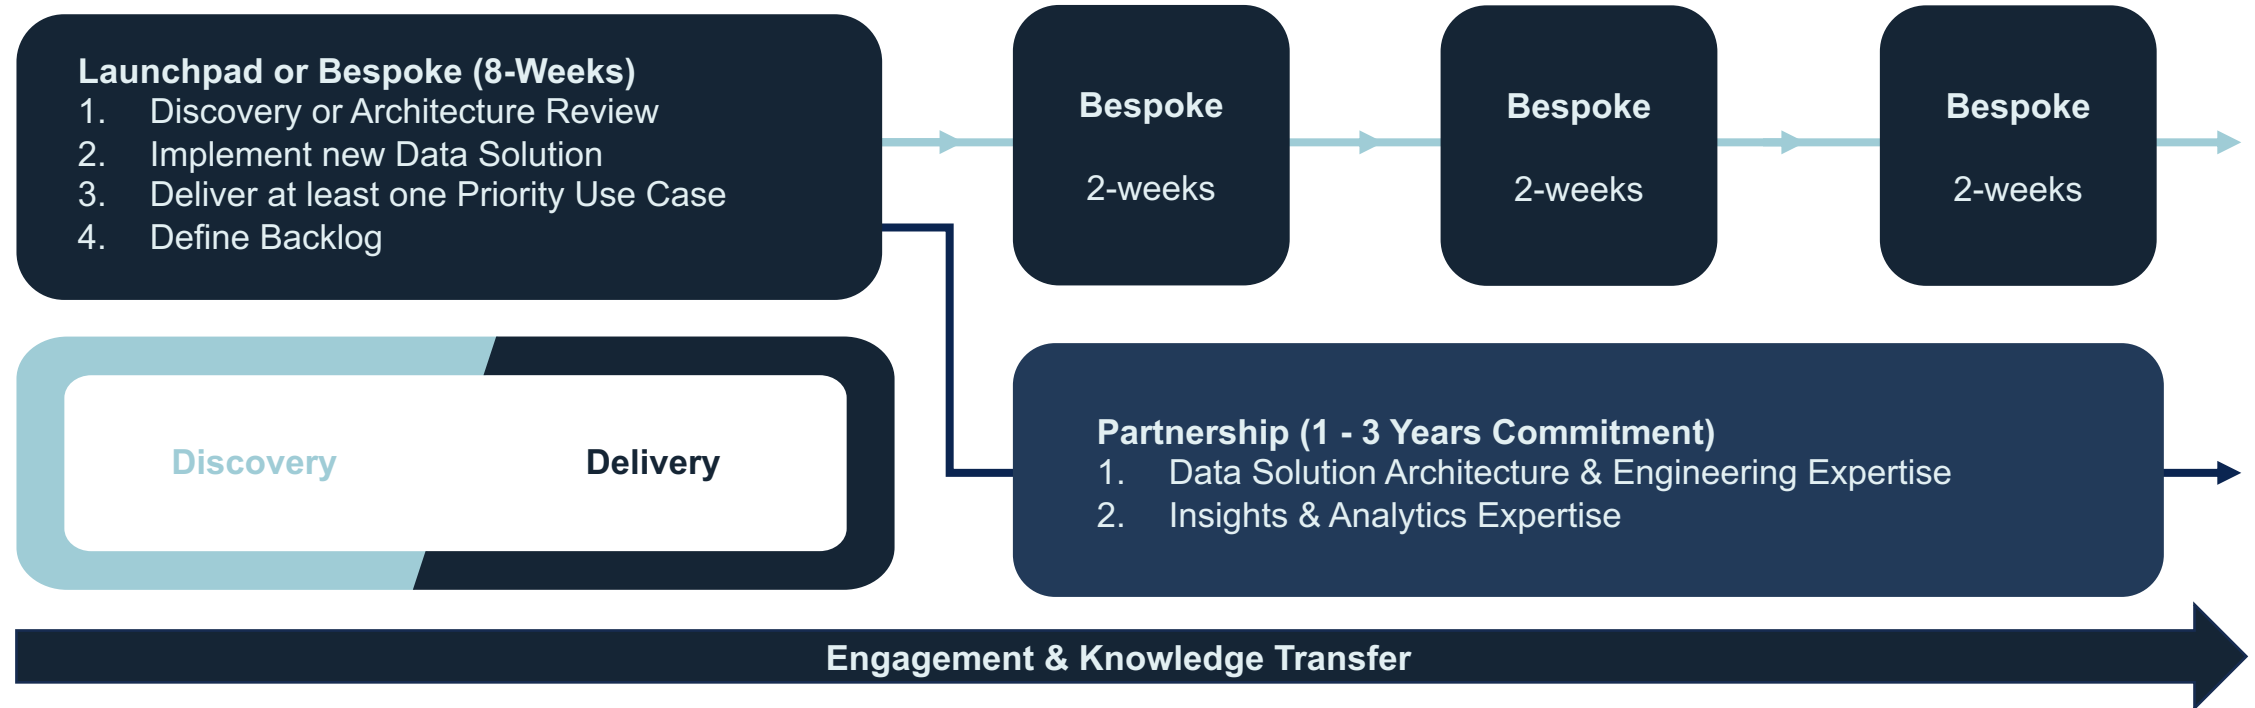 Launchpad or Bespoke (8-Weeks)
1. Discovery or Architecture Review
2. Implement new Data Solution
3. Deliver at least one Priority Use Case
4. Define Backlog
Bespoke
2-weeks
Bespoke
2-weeks
Bespoke
2-weeks
Discovery
Delivery
Partnership (1 - 3 Years Commitment)
1. Data Solution Architecture & Engineering Expertise
2. Insights & Analytics Expertise
Engagement & Knowledge Transfer